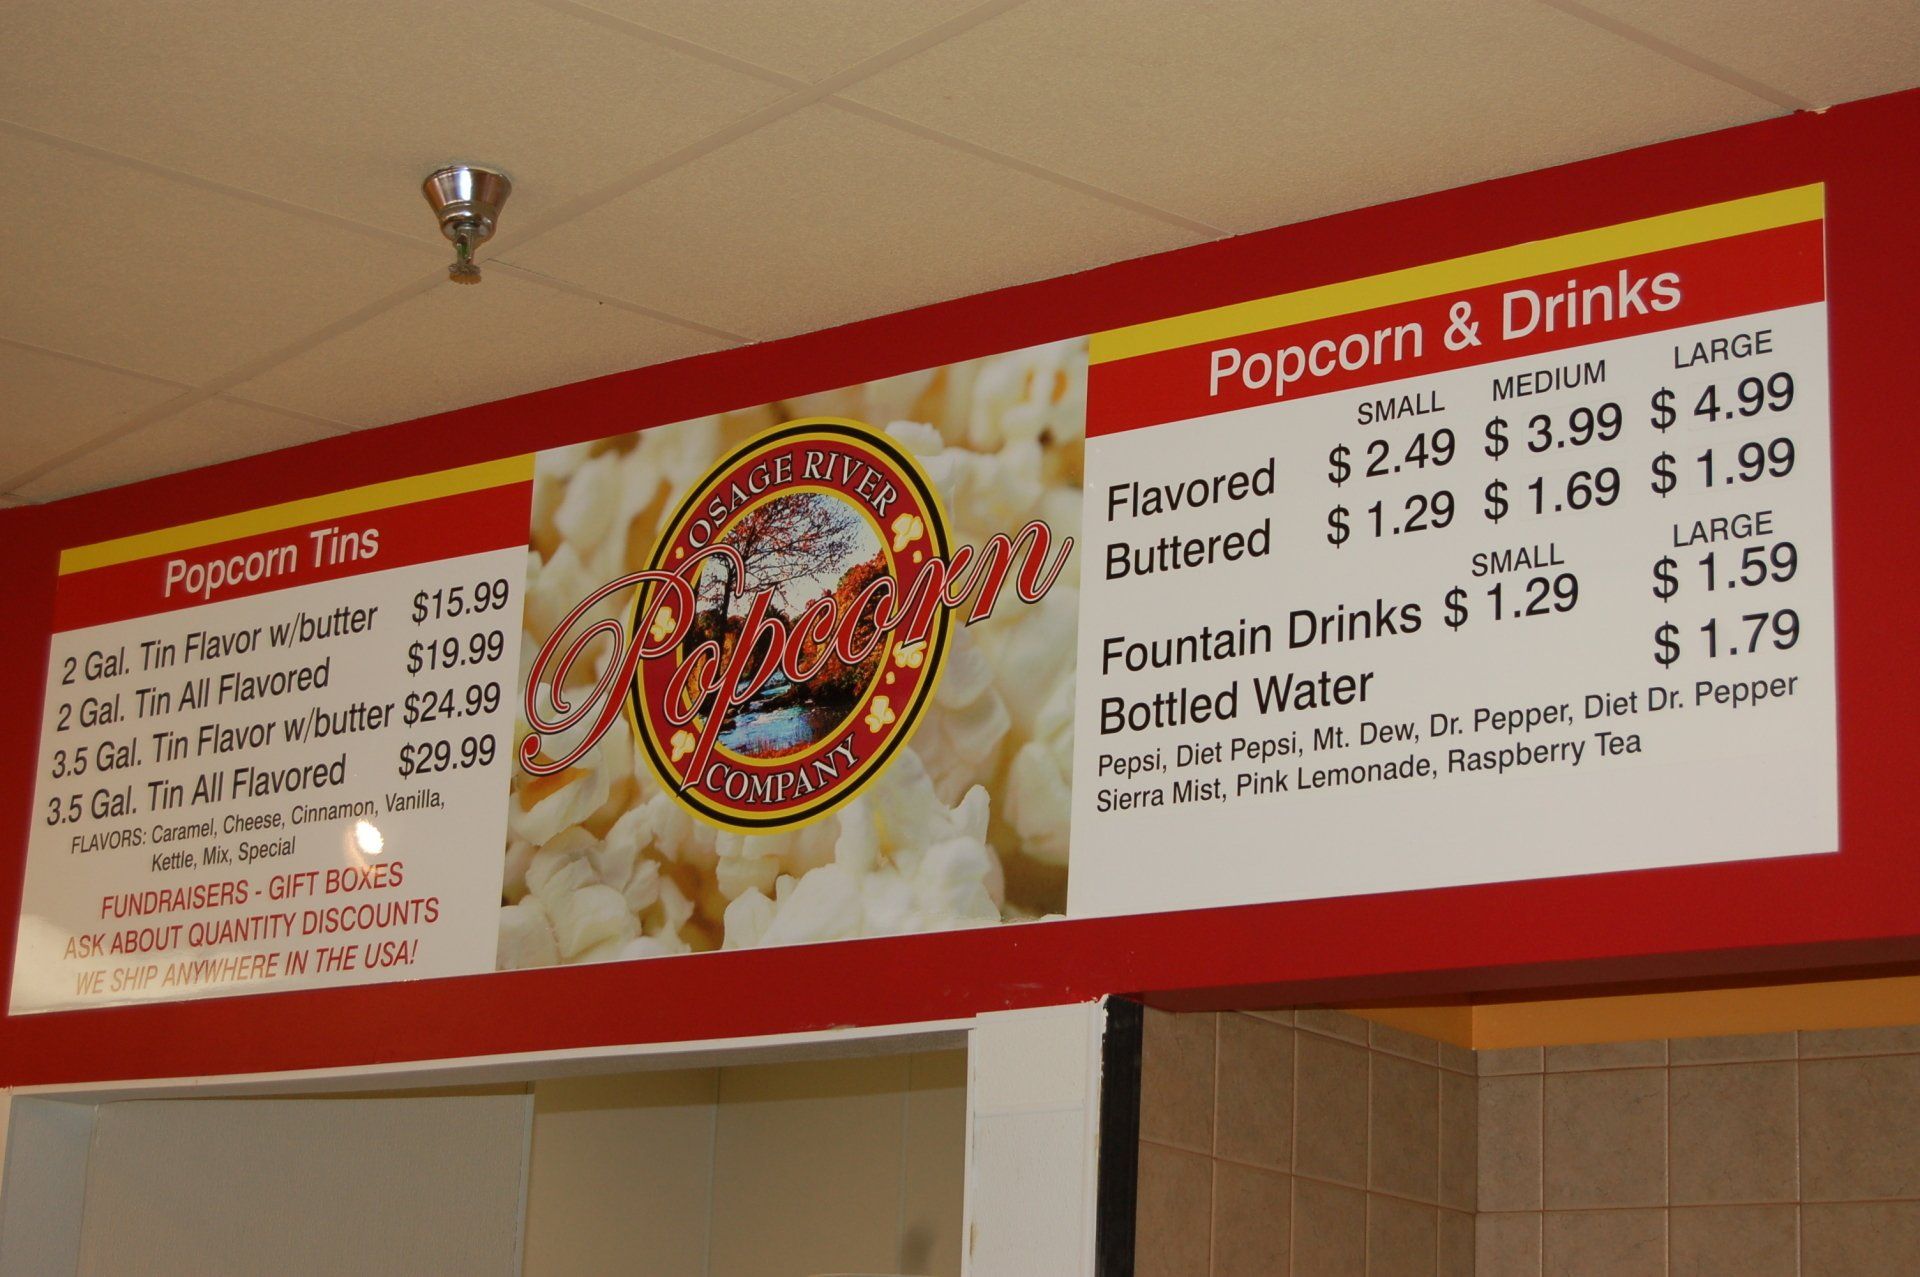 Popcorn Tins
2 Gal. Tin Flavor w/butter $15.99
2 Gal. Tin All Flavored $19.99
3.5 Gal. Tin Flavor w/butter $24.99
3.5 Gal. Tin All Flavored $29.99
FLAVORS: Caramel, Cheese, Cinnamon, Vanilla,
Kettle, Mix, Special
FUNDRAISERS - GIFT BOXES
ASK ABOUT QUANTITY DISCOUNTS
WE SHIP ANYWHERE IN THE USA!
OSAGE RIVER
Popcorn
COMPANY
Popcorn & Drinks
SMALL MEDIUM LARGE
Flavored $ 2.49 $ 3.99 $ 4.99
Buttered $ 1.29 $ 1.69 $ 1.99
SMALL LARGE
Fountain Drinks $ 1.29 $ 1.59
Bottled Water $ 1.79
Pepsi, Diet Pepsi, Mt. Dew, Dr. Pepper, Diet Dr. Pepper
Sierra Mist, Pink Lemonade, Raspberry Tea